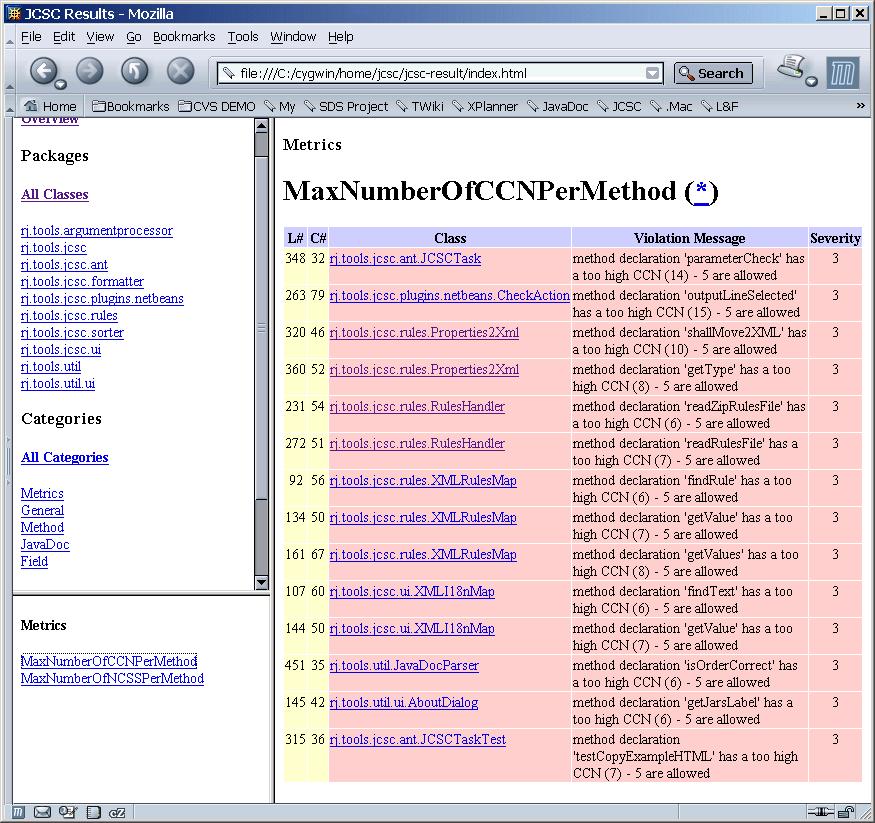 JCSC Results - Mozilla
File Edit View Go Bookmarks Tools Window Help
file:///C:/cygwin/home/jcsc/jcsc-result/index.html Search
Home Bookmarks CVS DEMO My SDS Project TWiki XPlanner JavaDoc JCSC .Mac L&F »
Overview
Packages
All Classes
rj.tools.argumentprocessor
rj.tools.jcsc
rj.tools.jcsc.ant
rj.tools.jcsc.formatter
rj.tools.jcsc.plugins.netbeans
rj.tools.jcsc.rules
rj.tools.jcsc.sorter
rj.tools.jcsc.ui
rj.tools.util
rj.tools.util.ui
Categories
All Categories
Metrics
General
Method
JavaDoc
Field
Metrics
MaxNumberOfCCNPerMethod
MaxNumberOfNCSSPerMethod
Metrics
MaxNumberOfCCNPerMethod (*)
L# C# Class Violation Message Severity
348 32 rj.tools.jcsc.ant.JCSCTask method declaration 'parameterCheck' has 3
a too high CCN (14) - 5 are allowed
263 79 rj.tools.jcsc.plugins.netbeans.CheckAction method declaration 'outputLineSelected' 3
has a too high CCN (15) - 5 are allowed
320 46 rj.tools.jcsc.rules.Properties2Xml method declaration 'shallMove2XML' has 3
a too high CCN (10) - 5 are allowed
360 52 rj.tools.jcsc.rules.Properties2Xml method declaration 'getType' has a too 3
high CCN (8) - 5 are allowed
231 54 rj.tools.jcsc.rules.RulesHandler method declaration 'readZipRulesFile' has 3
a too high CCN (6) - 5 are allowed
272 51 rj.tools.jcsc.rules.RulesHandler method declaration 'readRulesFile' has a 3
too high CCN (7) - 5 are allowed
92 56 rj.tools.jcsc.rules.XMLRulesMap method declaration 'findRule' has a too 3
high CCN (6) - 5 are allowed
134 50 rj.tools.jcsc.rules.XMLRulesMap method declaration 'getValue' has a too 3
high CCN (7) - 5 are allowed
161 67 rj.tools.jcsc.rules.XMLRulesMap method declaration 'getValues' has a too 3
high CCN (8) - 5 are allowed
107 60 rj.tools.jcsc.ui.XMLI18nMap method declaration 'findText' has a too 3
high CCN (6) - 5 are allowed
144 50 rj.tools.jcsc.ui.XMLI18nMap method declaration 'getValue' has a too 3
high CCN (7) - 5 are allowed
451 35 rj.tools.util.JavaDocParser method declaration 'isOrderCorrect' has 3
a too high CCN (6) - 5 are allowed
145 42 rj.tools.util.ui.AboutDialog method declaration 'getJarsLabel' has a 3
too high CCN (6) - 5 are allowed
315 36 rj.tools.jcsc.ant.JCSCTaskTest method declaration 3
'testCopyExampleHTML' has a too high
CCN (7) - 5 are allowed